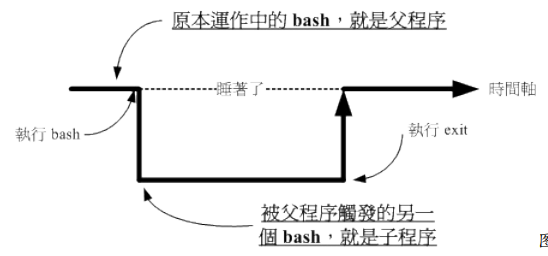 原本運作中的 bash，就是父程序
睡著了
時間軸
執行 bash
執行 exit
被父程序觸發的另一
個 bash，就是子程序